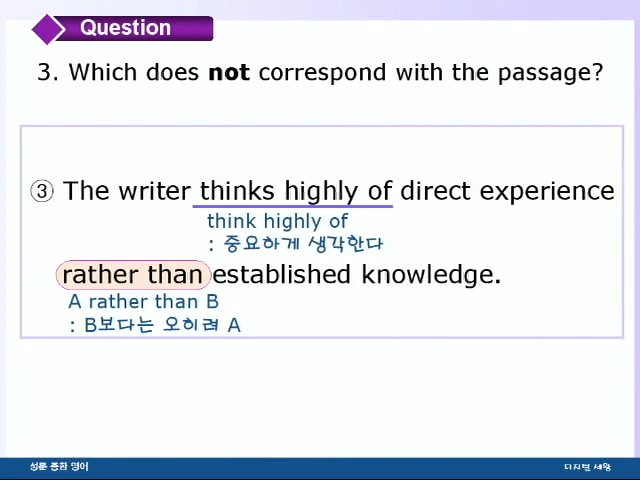 Question
3. Which does not correspond with the passage?
③ The writer thinks highly of direct experience
think highly of
: 중요하게 생각한다
rather than established knowledge.
A rather than B
: B보다는 오히려 A
성문 종합 영어
디지털 세왕